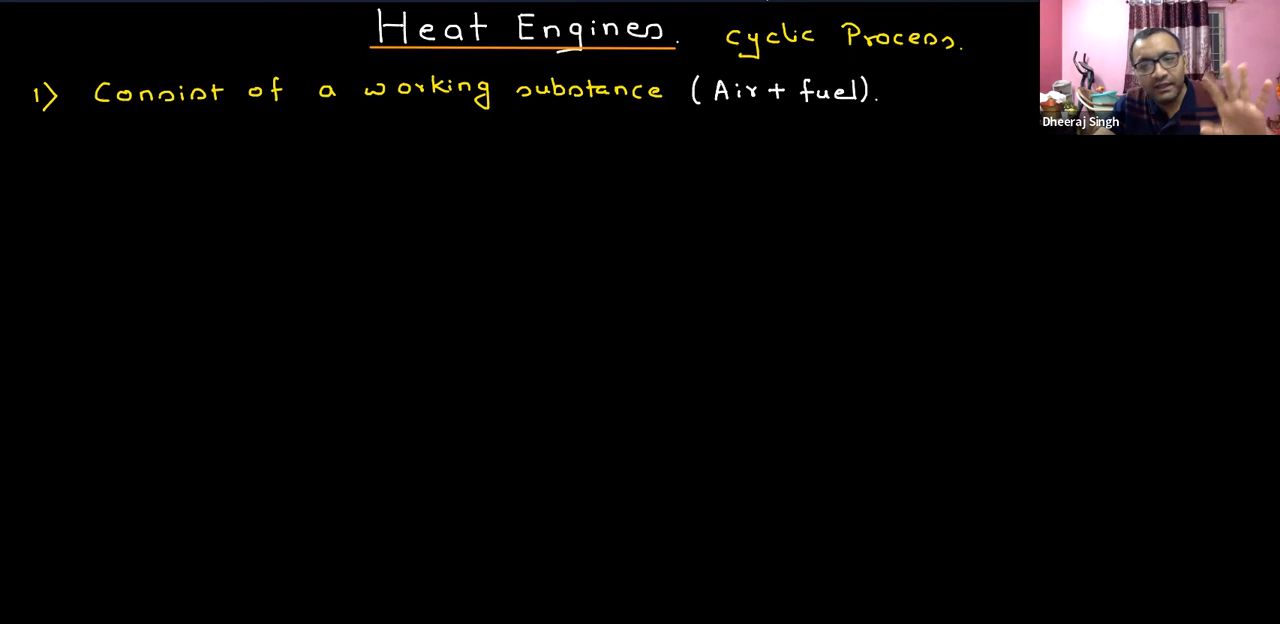 Heat Engines. Cyclic Process.
1) Consist of a working substance (Air + fuel).
Dheeraj Singh